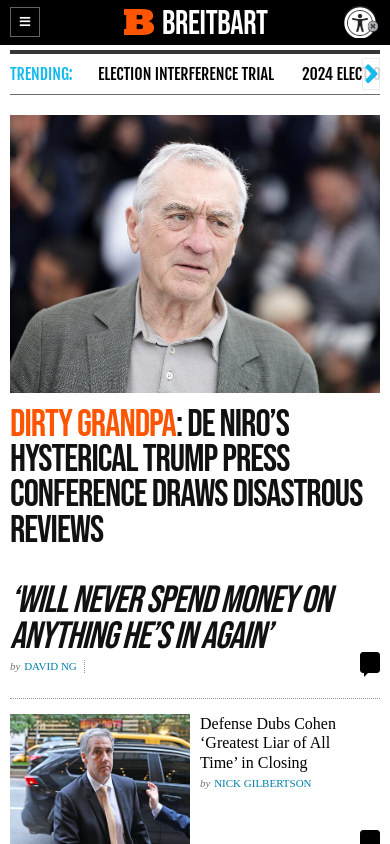 BREITBART
TRENDING: ELECTION INTERFERENCE TRIAL 2024 ELEC
DIRTY GRANDPA: DE NIRO’S
HYSTERICAL TRUMP PRESS
CONFERENCE DRAWS DISASTROUS
REVIEWS
‘WILL NEVER SPEND MONEY ON
ANYTHING HE’S IN AGAIN’
by DAVID NG
Defense Dubs Cohen
‘Greatest Liar of All
Time’ in Closing
by NICK GILBERTSON